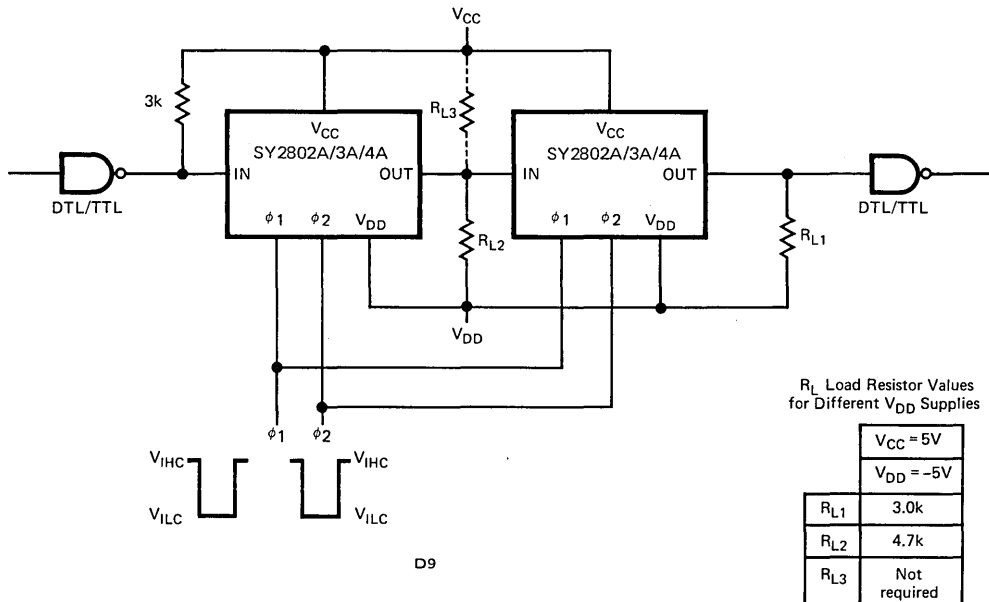 VCC
3k
RL3
VCC
VCC
SY2802A/3A/4A
SY2802A/3A/4A
IN
OUT
IN
OUT
DTL/TTL
DTL/TTL
ϕ1
ϕ2
VDD
ϕ1
ϕ2
VDD
RL2
RL1
VDD
RL Load Resistor Values
for Different VDD Supplies
ϕ1
ϕ2
VIHC
VIHC
VILC
VILC
VCC = 5V
VDD = -5V
RL1 3.0k
RL2 4.7k
RL3 Not
required
D9